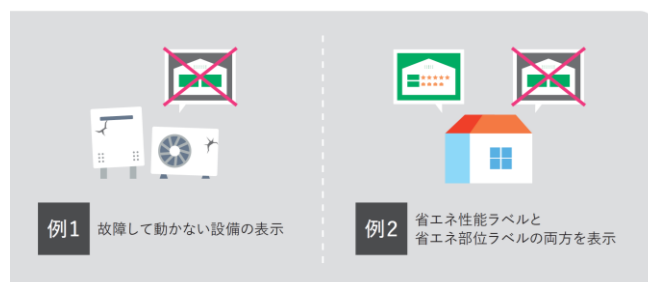 例1
故障して動かない設備の表示
例2
省エネ性能ラベルと
省エネ部位ラベルの両方を表示